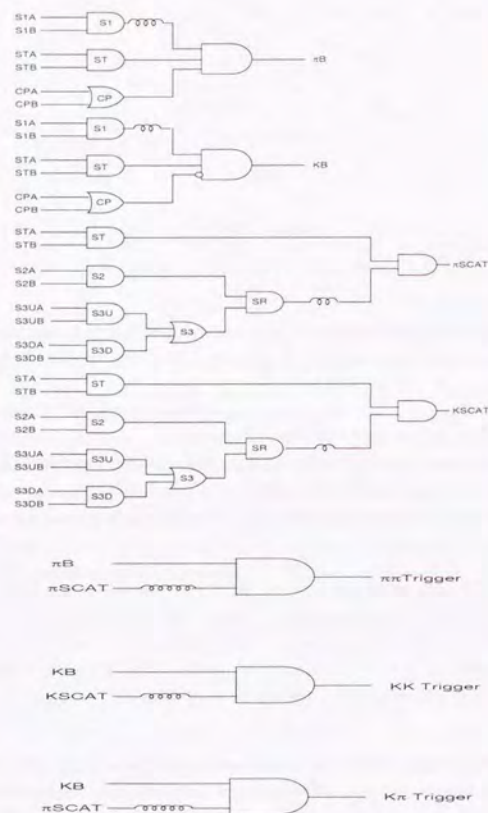 S1A
S1B
S1
STA
STB
ST
πB
CPA
CPB
CP
S1A
S1B
S1
STA
STB
ST
KB
CPA
CPB
CP
STA
STB
ST
πSCAT
S2A
S2B
S2
SR
S3UA
S3UB
S3U
S3
S3DA
S3DB
S3D
STA
STB
ST
KSCAT
S2A
S2B
S2
SR
S3UA
S3UB
S3U
S3
S3DA
S3DB
S3D
πB
πSCAT
ππTrigger
KB
KSCAT
KK Trigger
KB
πSCAT
Kπ Trigger